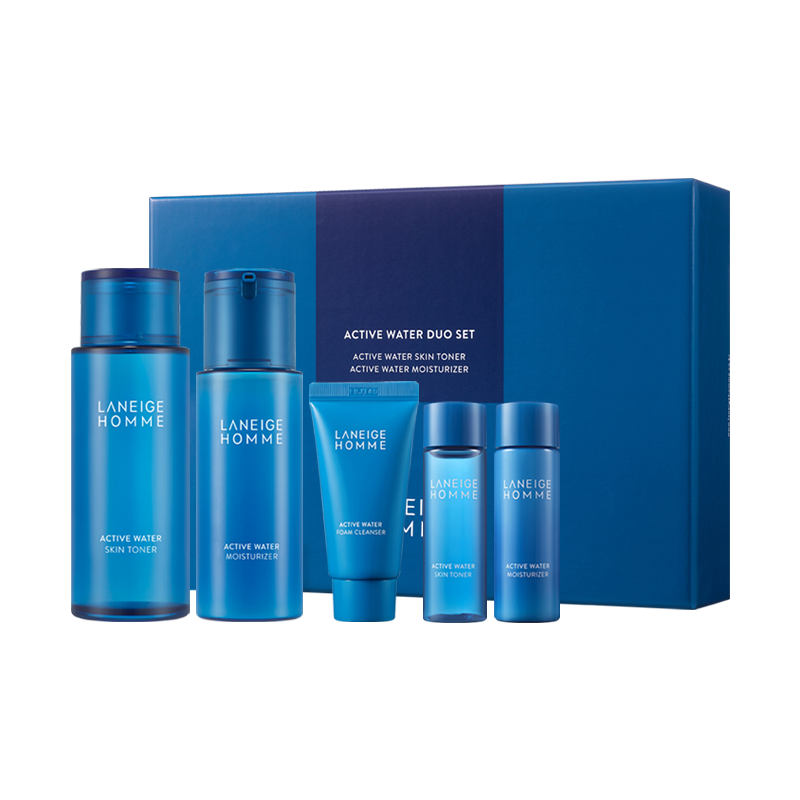 ACTIVE WATER DUO SET
ACTIVE WATER SKIN TONER
ACTIVE WATER MOISTURIZER
LANEIGE
HOMME
ACTIVE WATER
SKIN TONER
LANEIGE
HOMME
ACTIVE WATER
MOISTURIZER
LANEIGE
HOMME
ACTIVE WATER
FOAM CLEANSER
LANEIGE
HOMME
ACTIVE WATER
SKIN TONER
LANEIGE
HOMME
ACTIVE WATER
MOISTURIZER